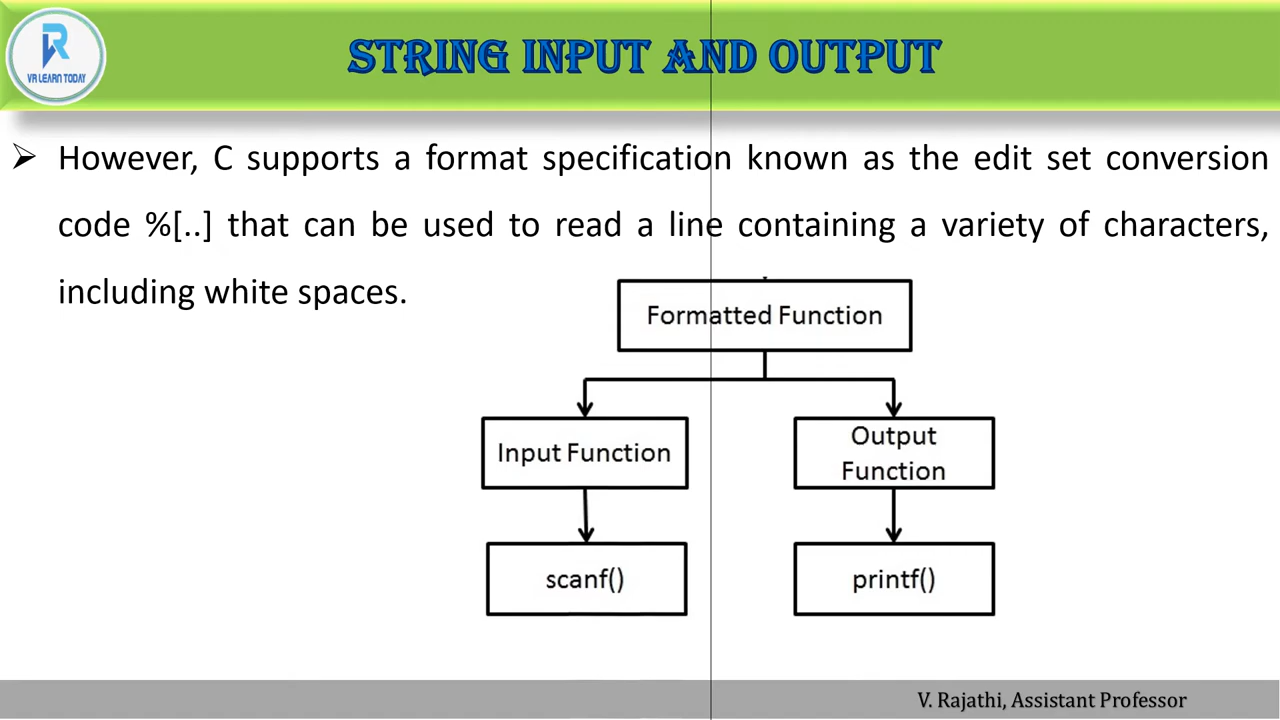 VR LEARN TODAY
STRING INPUT AND OUTPUT
➢ However, C supports a format specification known as the edit set conversion
code %[..] that can be used to read a line containing a variety of characters,
including white spaces.
Formatted Function
Input Function
Output
Function
scanf()
printf()
V. Rajathi, Assistant Professor